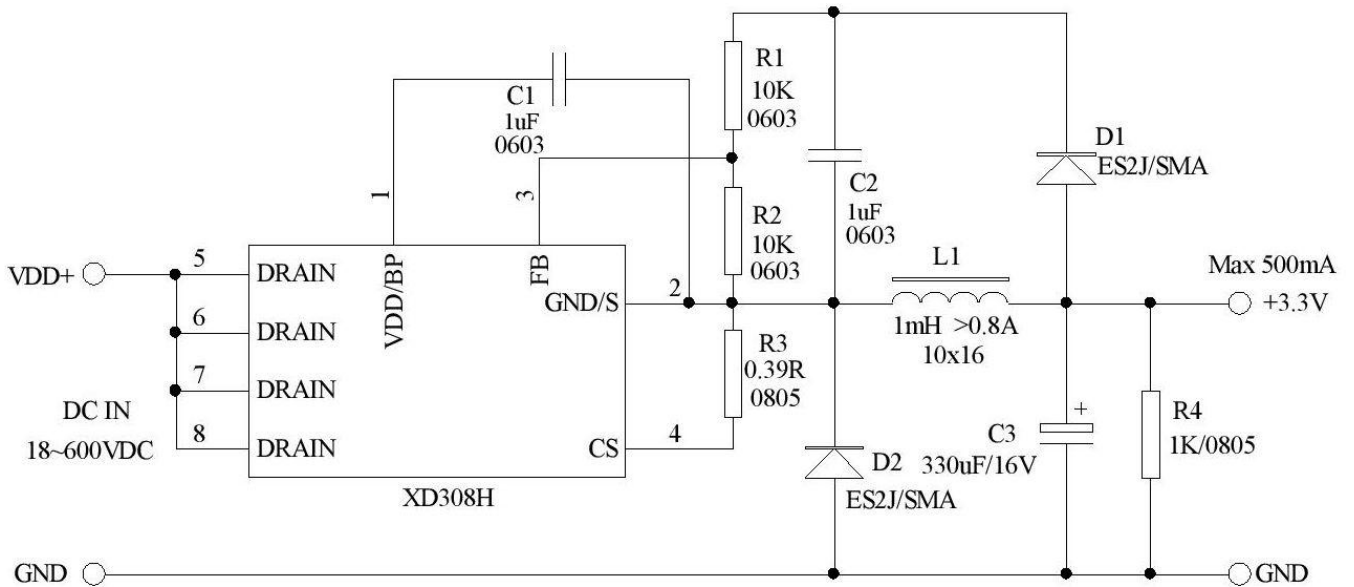 R1
10K
0603
C1
1uF
0603
D1
ES2J/SMA
1
3
C2
1uF
0603
R2
10K
0603
VDD+
5
DRAIN
VDD/BP
FB
GND/S
2
L1
1mH >0.8A
10x16
Max 500mA
+3.3V
6
DRAIN
7
DRAIN
8
DRAIN
DC IN
18~600VDC
R3
0.39R
0805
CS
4
XD308H
D2
ES2J/SMA
+
C3
330uF/16V
R4
1K/0805
GND
GND